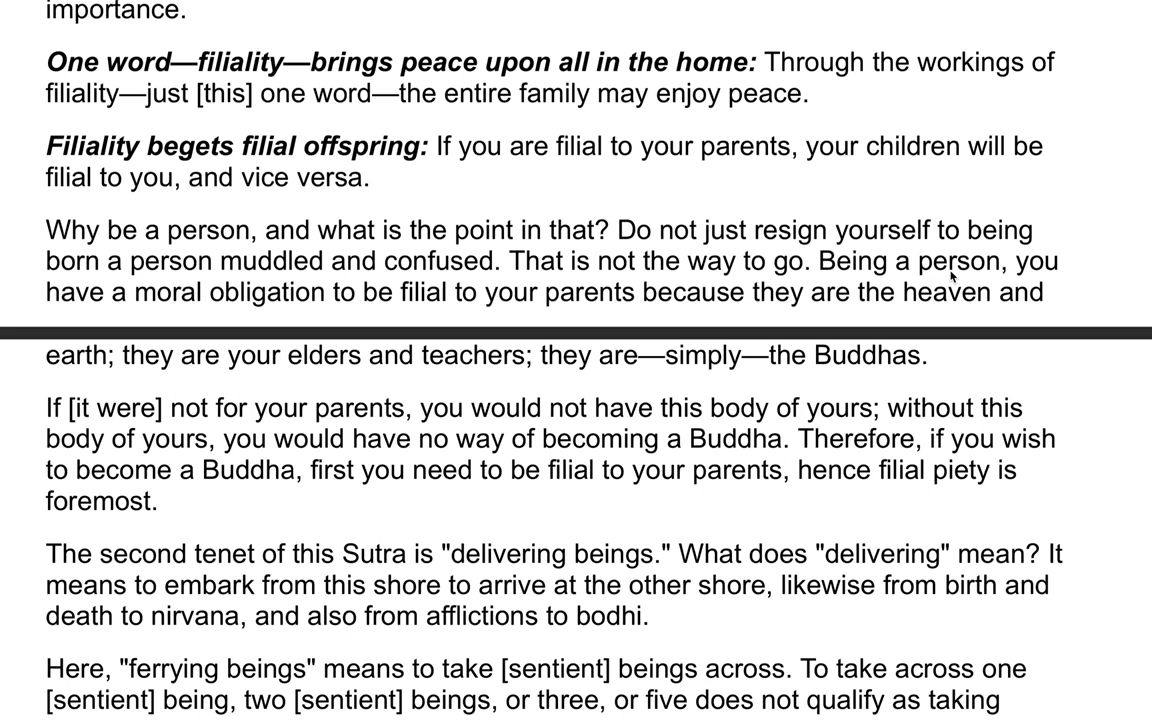 importance.
One word—filiality—brings peace upon all in the home: Through the workings of
filiality—just [this] one word—the entire family may enjoy peace.
Filiality begets filial offspring: If you are filial to your parents, your children will be
filial to you, and vice versa.
Why be a person, and what is the point in that? Do not just resign yourself to being
born a person muddled and confused. That is not the way to go. Being a person, you
have a moral obligation to be filial to your parents because they are the heaven and
earth; they are your elders and teachers; they are—simply—the Buddhas.
If [it were] not for your parents, you would not have this body of yours; without this
body of yours, you would have no way of becoming a Buddha. Therefore, if you wish
to become a Buddha, first you need to be filial to your parents, hence filial piety is
foremost.
The second tenet of this Sutra is "delivering beings." What does "delivering" mean? It
means to embark from this shore to arrive at the other shore, likewise from birth and
death to nirvana, and also from afflictions to bodhi.
Here, "ferrying beings" means to take [sentient] beings across. To take across one
[sentient] being, two [sentient] beings, or three, or five does not qualify as taking